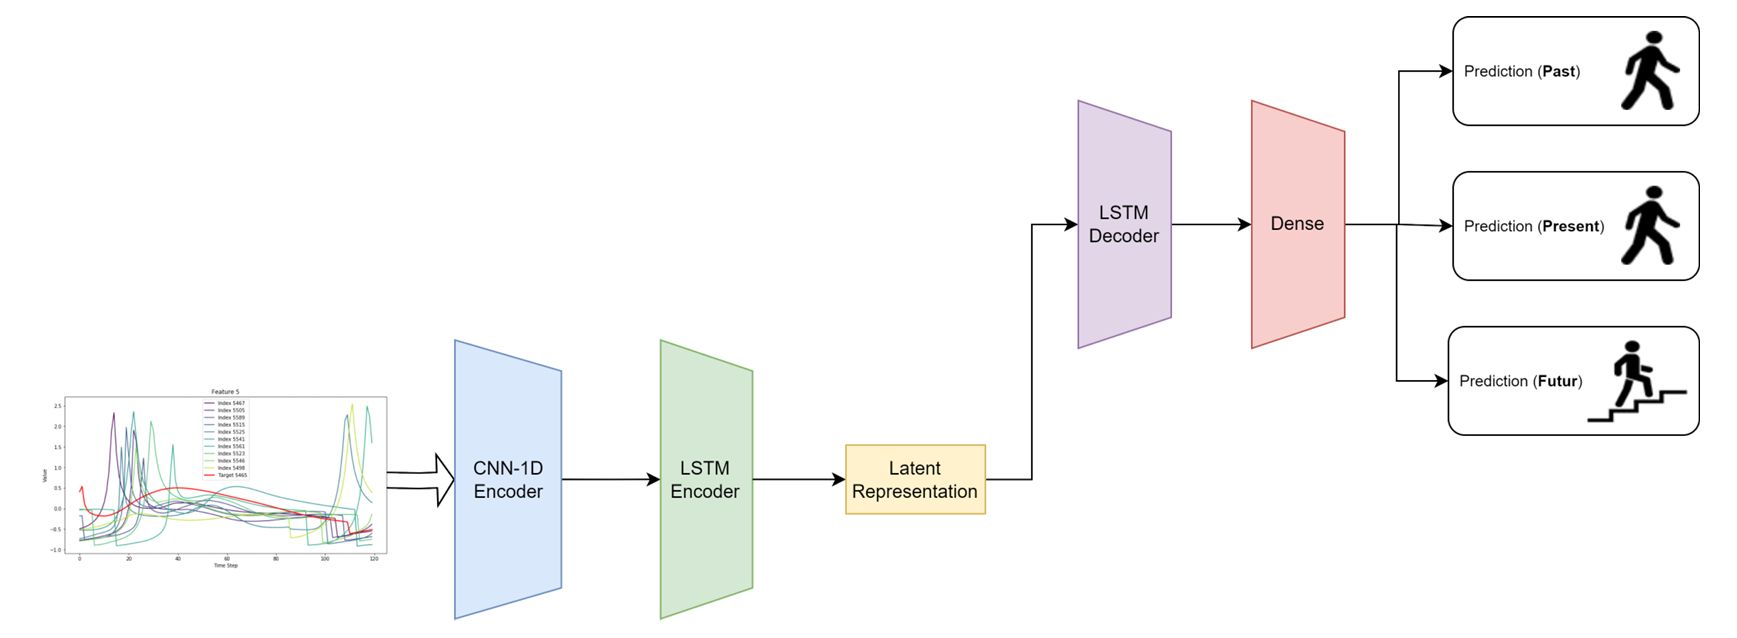 Feature 5
Index 5467
Index 5505
Index 5589
Index 5515
Index 5525
Index 5541
Index 5561
Index 5523
Index 5546
Index 5498
Target 5465
Value
2.5
2.0
1.5
1.0
0.5
0.0
−0.5
−1.0
0 20 40 60 80 100 120
Time Step
CNN-1D
Encoder
LSTM
Encoder
Latent
Representation
LSTM
Decoder
Dense
Prediction (Past)
Prediction (Present)
Prediction (Futur)